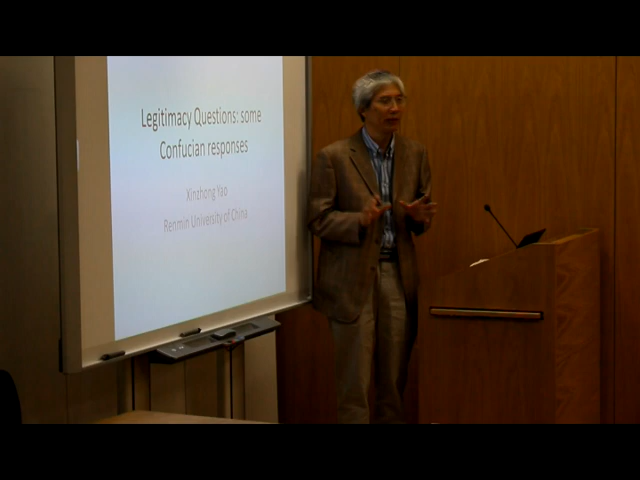 Legitimacy Questions: some
Confucian responses
Xinzhong Yao
Renmin University of China